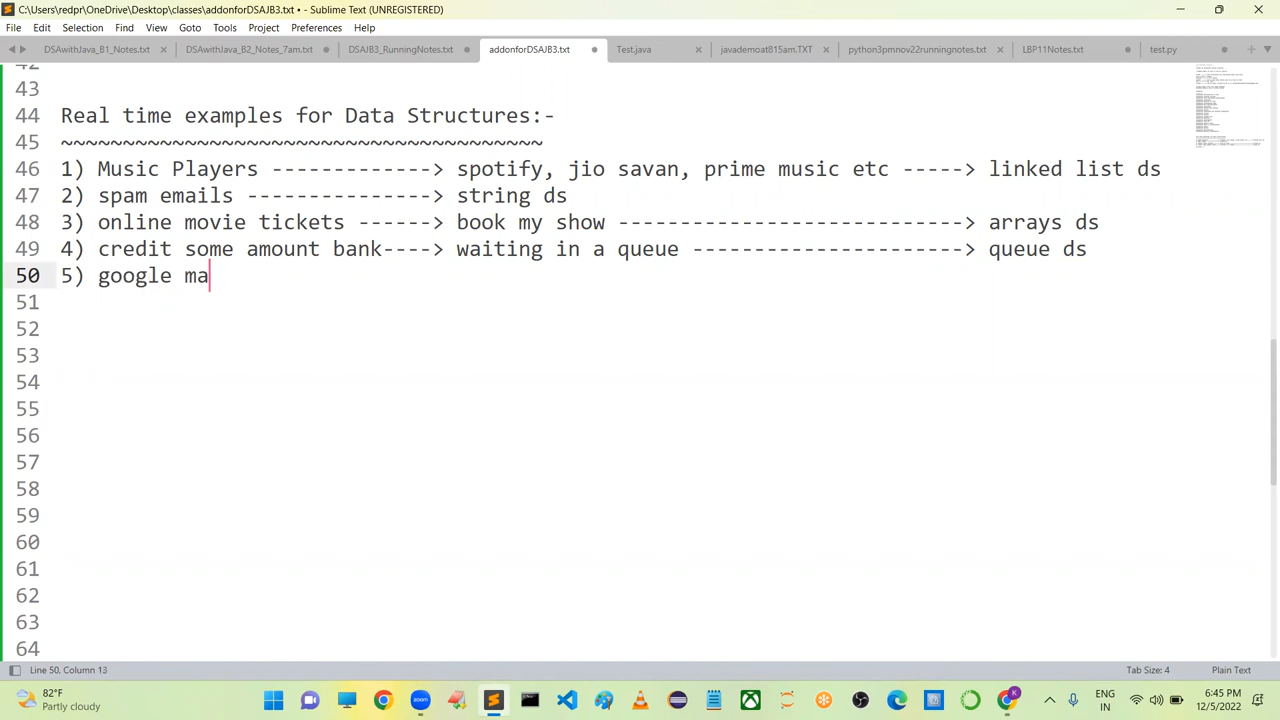 C:\Users\redpr\OneDrive\Desktop\classes\addonforDSAJB3.txt • - Sublime Text (UNREGISTERED)
File Edit Selection Find View Goto Tools Project Preferences Help
DSAwithJava_B1_Notes.txt DSAwithJava_B2_Notes_7am.txt DSAJB3_RunningNotes.txt addonforDSAJB3.txt Test.java javademoat815am.TXT python3pmnov22runningnotes.txt LBP11Notes.txt test.py
42
43
44 Real time examples for Data Structures:-
45 ~~~~~~~~~~~~~~~~~~~~~~~~~~~~~~~~~~~~~~~
46 1) Music Players -------------> spotify, jio savan, prime music etc -----> linked list ds
47 2) spam emails ---------------> string ds
48 3) online movie tickets ------> book my show ----------------------------> arrays ds
49 4) credit some amount bank----> waiting in a queue ----------------------> queue ds
50 5) google ma
51
52
53
54
55
56
57
58
59
60
61
62
63
64
Line 50, Column 13 Tab Size: 4 Plain Text
82°F
Partly cloudy
zoom
K
ENG
IN
6:45 PM
12/5/2022